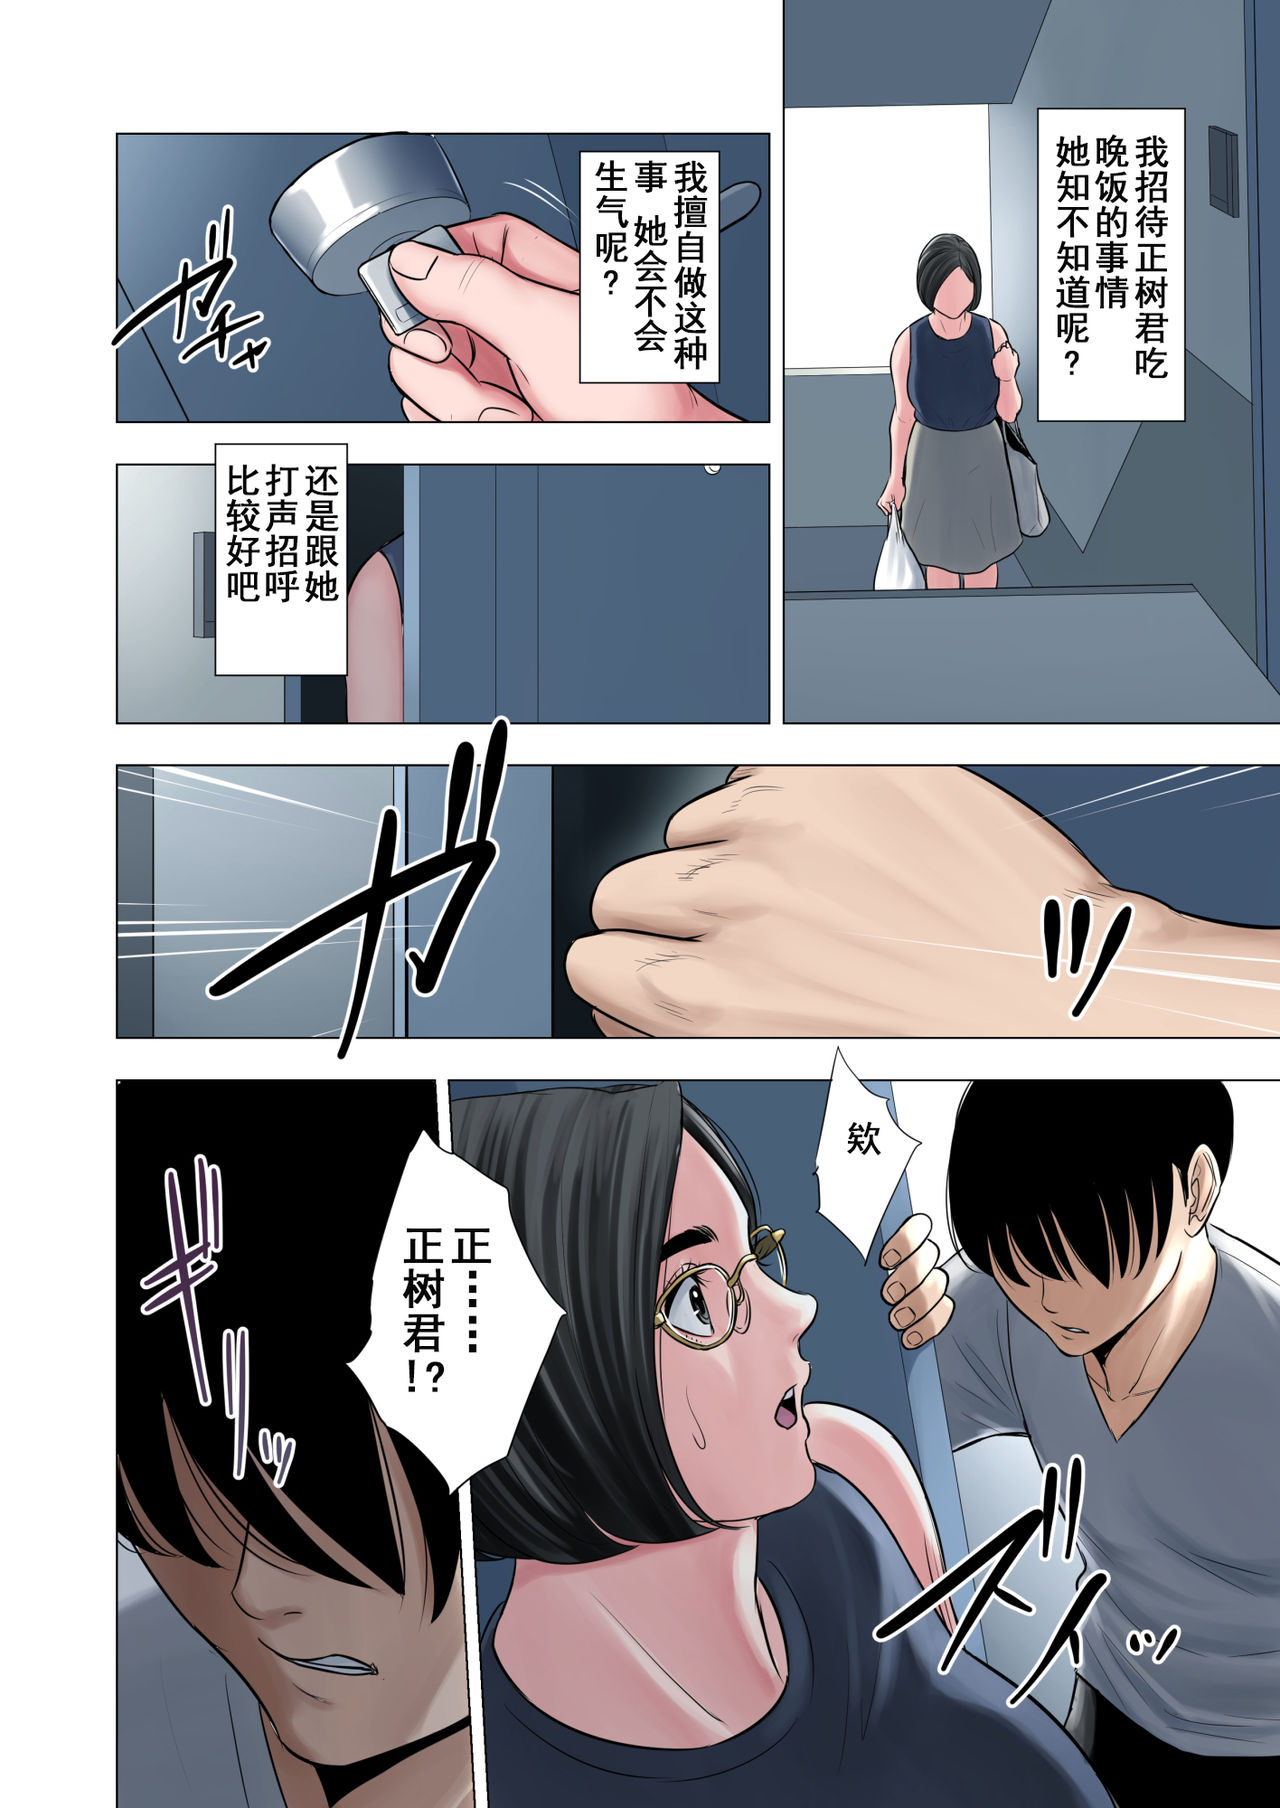 我招待正树君吃
晚饭的事情
她知不知道呢？
我擅自做这种
事 她会不会
生气呢？
ガチャ
还是跟她
打声招呼
比较好吧
ガッ
欸
スイッ
正……
正树君！？
ギギッ